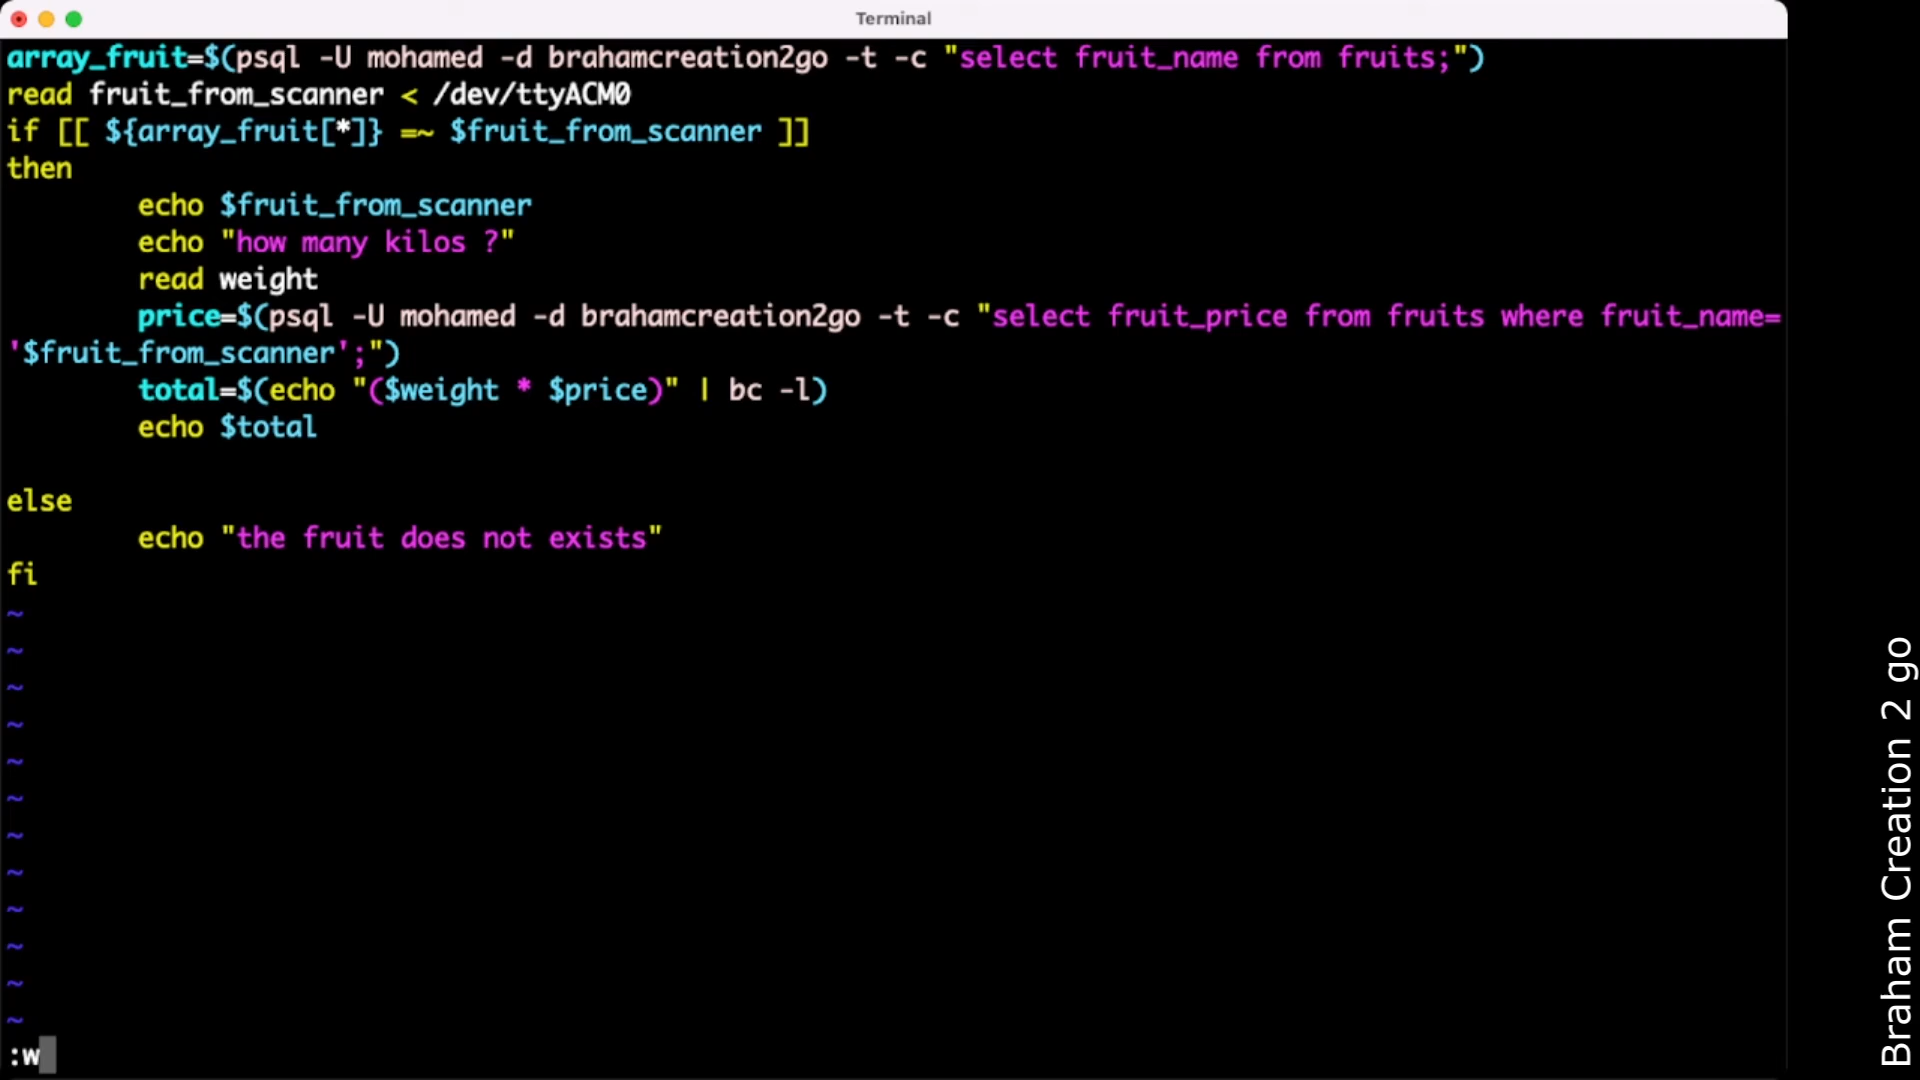 Terminal
array_fruit=$(psql -U mohamed -d brahamcreation2go -t -c "select fruit_name from fruits;")
read fruit_from_scanner < /dev/ttyACM0
if [[ ${array_fruit[*]} =~ $fruit_from_scanner ]]
then
        echo $fruit_from_scanner
        echo "how many kilos ?"
        read weight
        price=$(psql -U mohamed -d brahamcreation2go -t -c "select fruit_price from fruits where fruit_name=
'$fruit_from_scanner';")
        total=$(echo "($weight * $price)" | bc -l)
        echo $total
else
        echo "the fruit does not exists"
fi
~
~
~
~
~
~
~
~
~
~
~
~
:w
Braham Creation 2 go